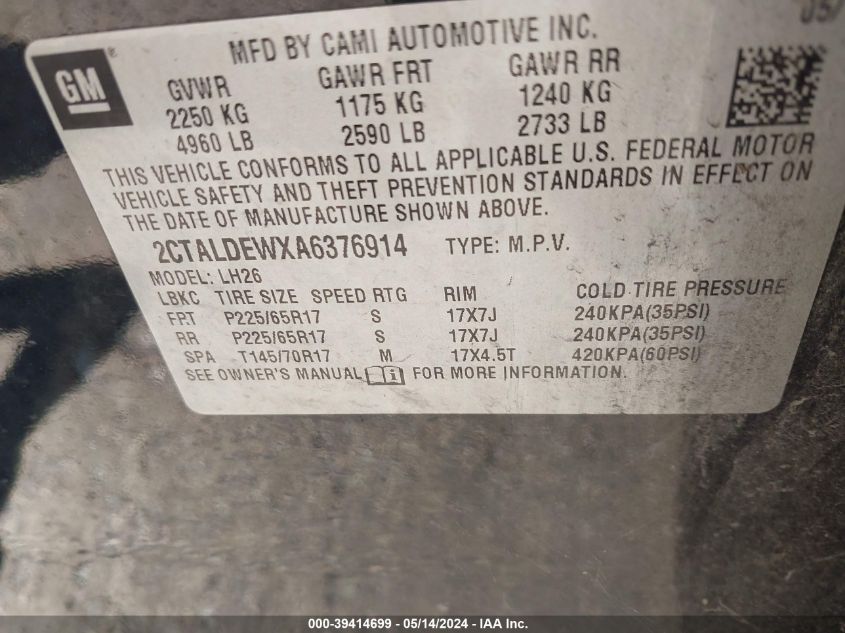 05/
MFD BY CAMI AUTOMOTIVE INC.
GM®
GVWR GAWR FRT GAWR RR
2250 KG 1175 KG 1240 KG
4960 LB 2590 LB 2733 LB
THIS VEHICLE CONFORMS TO ALL APPLICABLE U.S. FEDERAL MOTOR
VEHICLE SAFETY AND THEFT PREVENTION STANDARDS IN EFFECT ON
THE DATE OF MANUFACTURE SHOWN ABOVE.
2CTALDEWXA6376914 TYPE: M.P.V.
MODEL: LH26
LBKC TIRE SIZE SPEED RTG RIM COLD TIRE PRESSURE
FRT P225/65R17 S 17X7J 240KPA(35PSI)
RR P225/65R17 S 17X7J 240KPA(35PSI)
SPA T145/70R17 M 17X4.5T 420KPA(60PSI)
SEE OWNER'S MANUAL FOR MORE INFORMATION.
000-39414699 - 05/14/2024 - IAA Inc.